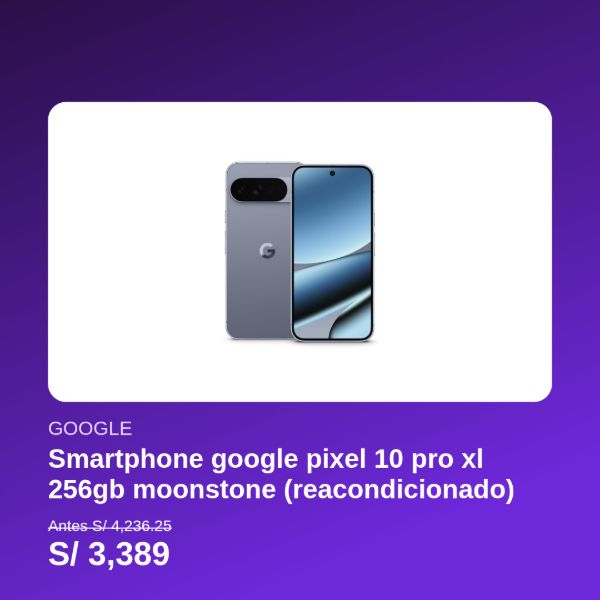 GOOGLE
Smartphone google pixel 10 pro xl
256gb moonstone (reacondicionado)
Antes S/ 4,236.25
S/ 3,389